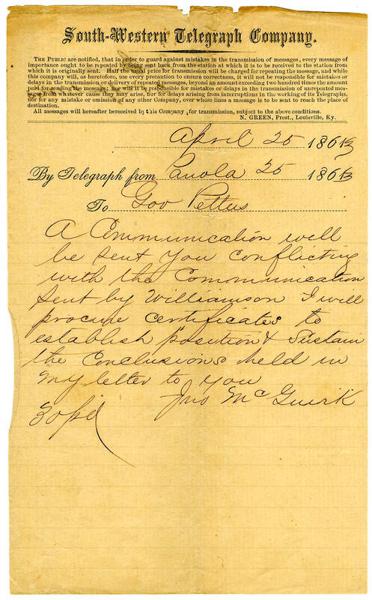 South-Western Telegraph Company.
THE PUBLIC are notified, that in order to guard against mistakes in the transmission of messages, every message
of importance ought to be repeated by being sent back from the station at which it is to be received to the station from
which it is originally sent. Half the usual price for transmission will be charged for repeating the message, and while
this company will, as heretofore, use every precaution to ensure correctness, it will not be responsible for mistakes or
delays in the transmission or delivery of repeated messages, beyond an amount exceeding two hundred times the amount
paid for sending the message; nor will it be responsible for mistakes or delays in the transmission of unrepeated mes-
sages from whatever cause they may arise, nor for delays arising from interruptions in the working of its Telegraphs,
nor for any mistake or omission of any other Company, over whose lines a message is to be sent to reach the place of
destination.
All messages will hereafter be received by this Company for transmission, subject to the above conditions.
N. GREEN, Prest., Louisville, Ky.
April 25 1863
By Telegraph from Panola 25 1863
To Gov Pettus
A Communication will
be sent you conflicting
with the Communication
sent by Williamson I will
procure certificates to
establish position & Sustain
the Conclusions held in
my letter to you
Jno McGuirk
30 pd